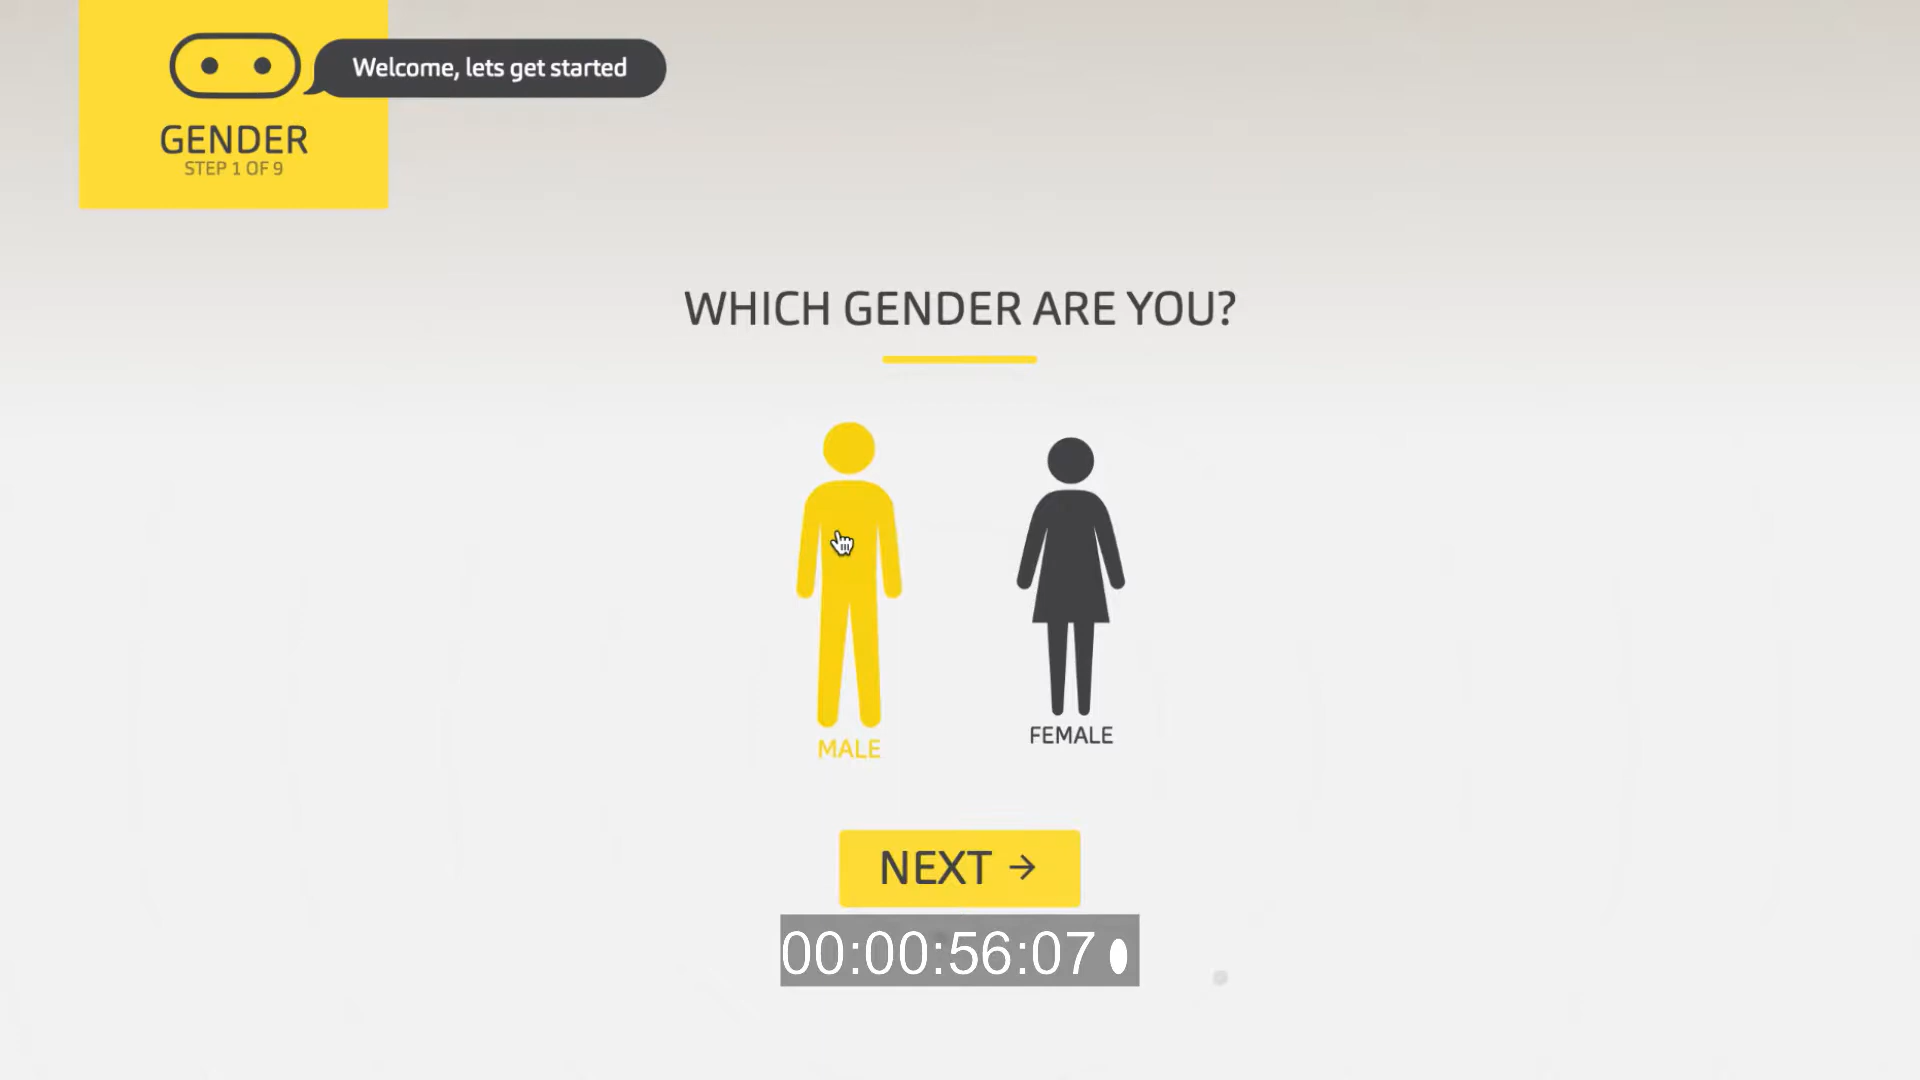 Welcome, lets get started
GENDER
STEP 1 OF 9
WHICH GENDER ARE YOU?
MALE
FEMALE
NEXT →
00:00:56:07